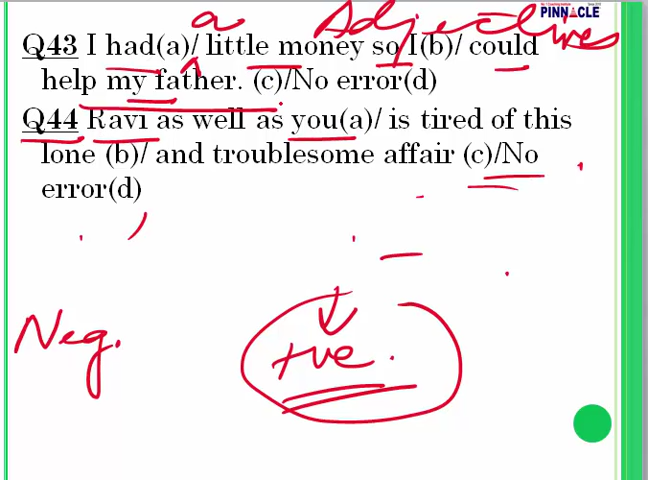 a Adjectives
PINNACLE
Q43 I had(a)/ little money so I(b)/ could
help my father. (c)/No error(d)
Q44 Ravi as well as you(a)/ is tired of this
lone (b)/ and troublesome affair (c)/No
error(d)
Neg.
+ve.